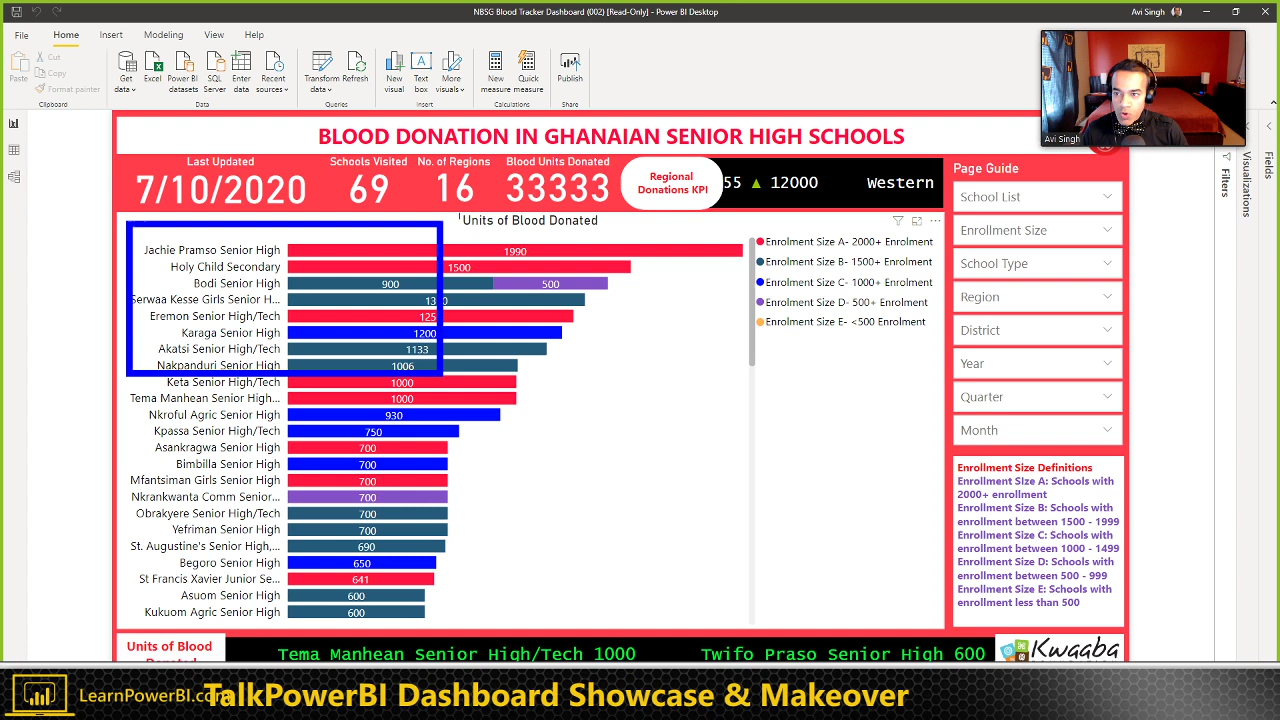 NBSG Blood Tracker Dashboard (002) [Read-Only] - Power BI Desktop
Avi Singh
File
Home
Insert
Modeling
View
Help
Paste
Cut
Copy
Format painter
Clipboard
Get data
Excel
Power BI datasets
SQL Server
Enter data
Recent sources
Data
Transform data
Refresh
Queries
New visual
Text box
More visuals
Insert
New measure
Quick measure
Calculations
Publish
Share
Avi Singh
BLOOD DONATION IN GHANAIAN SENIOR HIGH SCHOOLS
Last Updated
7/10/2020
Schools Visited
69
No. of Regions
16
Blood Units Donated
33333
Regional
Donations KPI
55 ▲ 12000 Western
Units of Blood Donated
Jachie Pramso Senior High 1990
Holy Child Secondary 1500
Bodi Senior High 900 500
Serwaa Kesse Girls Senior H...
Eremon Senior High/Tech
Karaga Senior High 1200
Akatsi Senior High/Tech 1133
Nakpanduri Senior High 1006
Keta Senior High/Tech 1000
Tema Manhean Senior High... 1000
Nkroful Agric Senior High 930
Kpassa Senior High/Tech 750
Asankragwa Senior High 700
Bimbilla Senior High 700
Mfantsiman Girls Senior High 700
Nkrankwanta Comm Senior... 700
Obrakyere Senior High/Tech 700
Yefriman Senior High 700
St. Augustine's Senior High,... 690
Begoro Senior High 650
St Francis Xavier Junior Se... 641
Asuom Senior High 600
Kukuom Agric Senior High 600
Enrolment Size A- 2000+ Enrolment
Enrolment Size B- 1500+ Enrolment
Enrolment Size C- 1000+ Enrolment
Enrolment Size D- 500+ Enrolment
Enrolment Size E- <500 Enrolment
Page Guide
School List
Enrollment Size
School Type
Region
District
Year
Quarter
Month
Enrollment Size Definitions
Enrollment SIze A: Schools with
2000+ enrollment
Enrollment Size B: Schools with
enrollment between 1500 - 1999
Enrollment Size C: Schools with
enrollment between 1000 - 1499
Enrollment Size D: Schools with
enrollment between 500 - 999
Enrollment Size E: Schools with
enrollment less than 500
Filters
Visualizations
Fields
Units of Blood
Donated
Tema Manhean Senior High/Tech 1000 Twifo Praso Senior High 600
Kwaaba
LearnPowerBI.com
TalkPowerBI Dashboard Showcase & Makeover